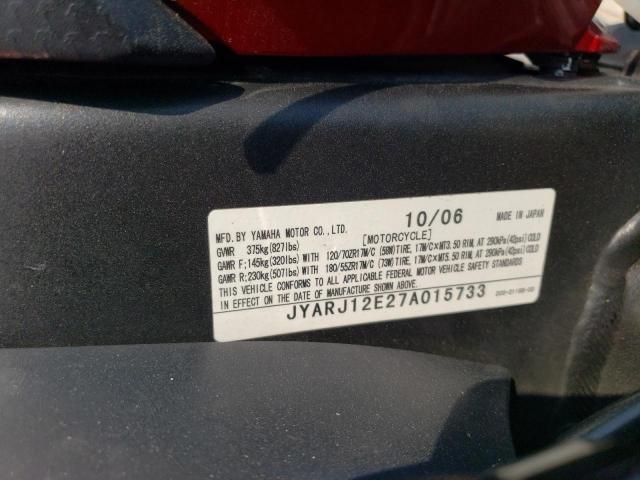 10/06 MADE IN JAPAN
MFD. BY YAMAHA MOTOR CO., LTD. [MOTORCYCLE]
GVWR 375kg(827lbs)
GAWR F;145kg(320lbs)WITH 120/70ZR17M/C (58W)TIRE, 17M/C×MT3.50 RIM, AT 290kPa(42psi)COLD
GAWR R;230kg(507lbs)WITH 180/55ZR17M/C (73W)TIRE, 17M/C×MT5.50 RIM, AT 290kPa(42psi)COLD
THIS VEHICLE CONFORMS TO ALL APPLICABLE FEDERAL MOTOR VEHICLE SAFETY STANDARDS
IN EFFECT ON THE DATE OF MANUFACTURE SHOWN ABOVE.
JYARJ12E27A015733